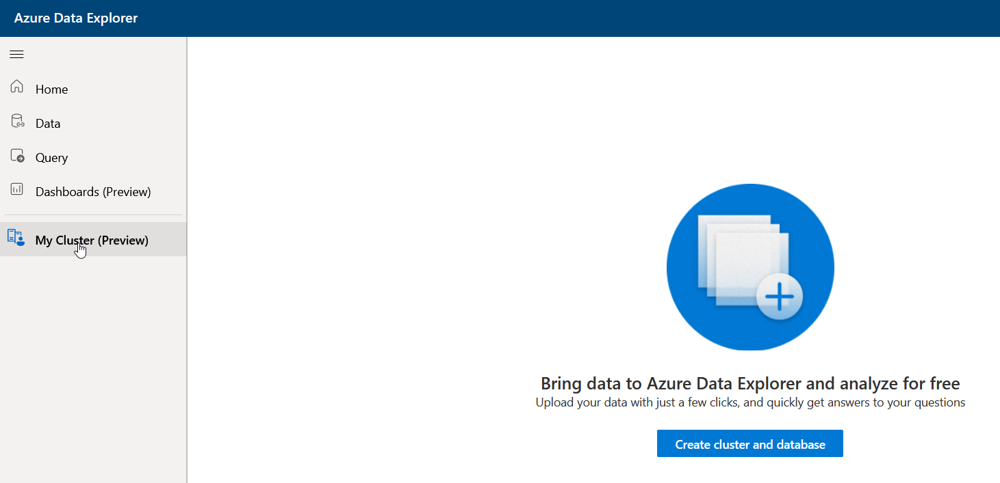 Azure Data Explorer
Home
Data
Query
Dashboards (Preview)
My Cluster (Preview)
Bring data to Azure Data Explorer and analyze for free
Upload your data with just a few clicks, and quickly get answers to your questions
Create cluster and database